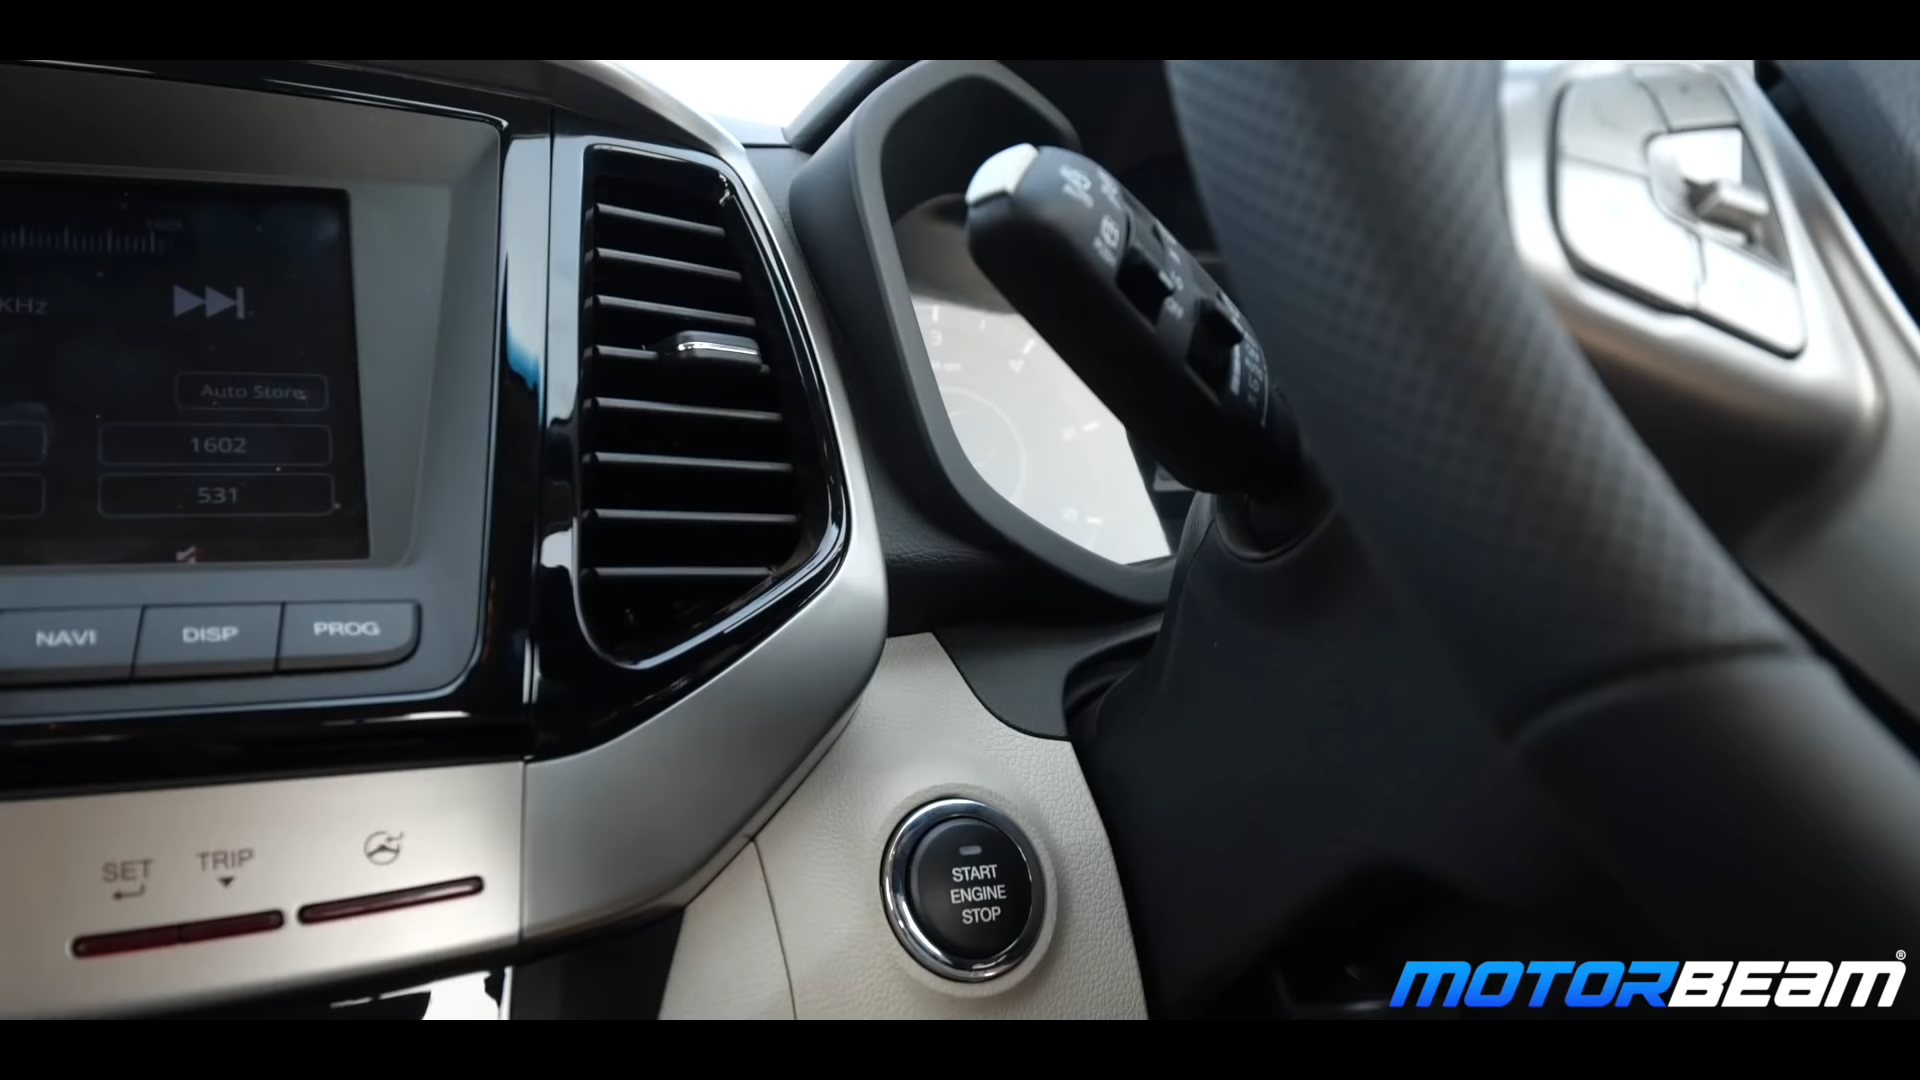 KHz
Auto Store
1602
531
NAVI
DISP
PROG
SET
TRIP
START
ENGINE
STOP
MOTORBEAM®